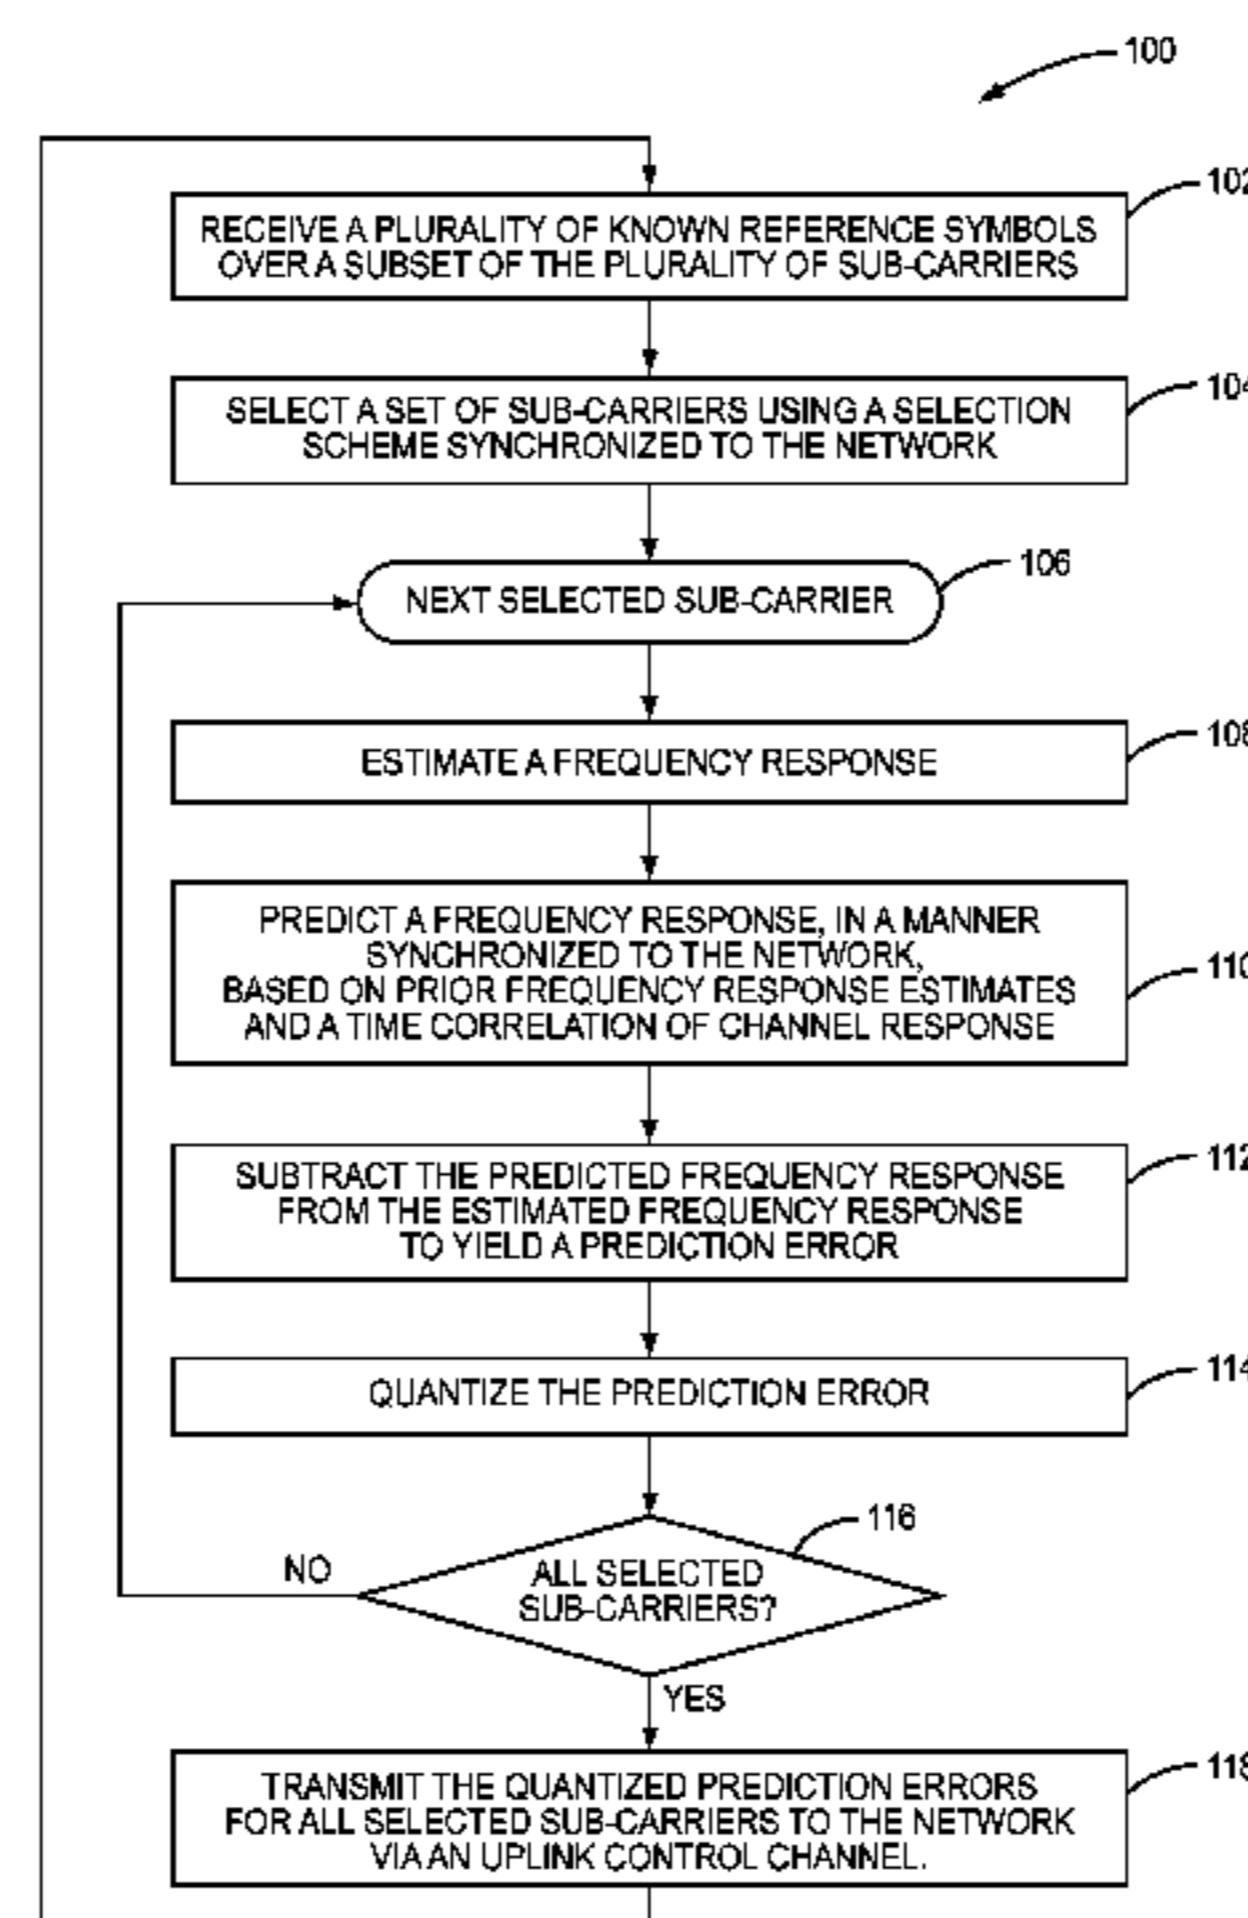 100
RECEIVE A PLURALITY OF KNOWN REFERENCE SYMBOLS
OVER A SUBSET OF THE PLURALITY OF SUB-CARRIERS
102
SELECT A SET OF SUB-CARRIERS USING A SELECTION
SCHEME SYNCHRONIZED TO THE NETWORK
104
NEXT SELECTED SUB-CARRIER
106
ESTIMATE A FREQUENCY RESPONSE
108
PREDICT A FREQUENCY RESPONSE, IN A MANNER
SYNCHRONIZED TO THE NETWORK,
BASED ON PRIOR FREQUENCY RESPONSE ESTIMATES
AND A TIME CORRELATION OF CHANNEL RESPONSE
110
SUBTRACT THE PREDICTED FREQUENCY RESPONSE
FROM THE ESTIMATED FREQUENCY RESPONSE
TO YIELD A PREDICTION ERROR
112
QUANTIZE THE PREDICTION ERROR
114
ALL SELECTED
SUB-CARRIERS?
116
NO
YES
TRANSMIT THE QUANTIZED PREDICTION ERRORS
FOR ALL SELECTED SUB-CARRIERS TO THE NETWORK
VIA AN UPLINK CONTROL CHANNEL.
118